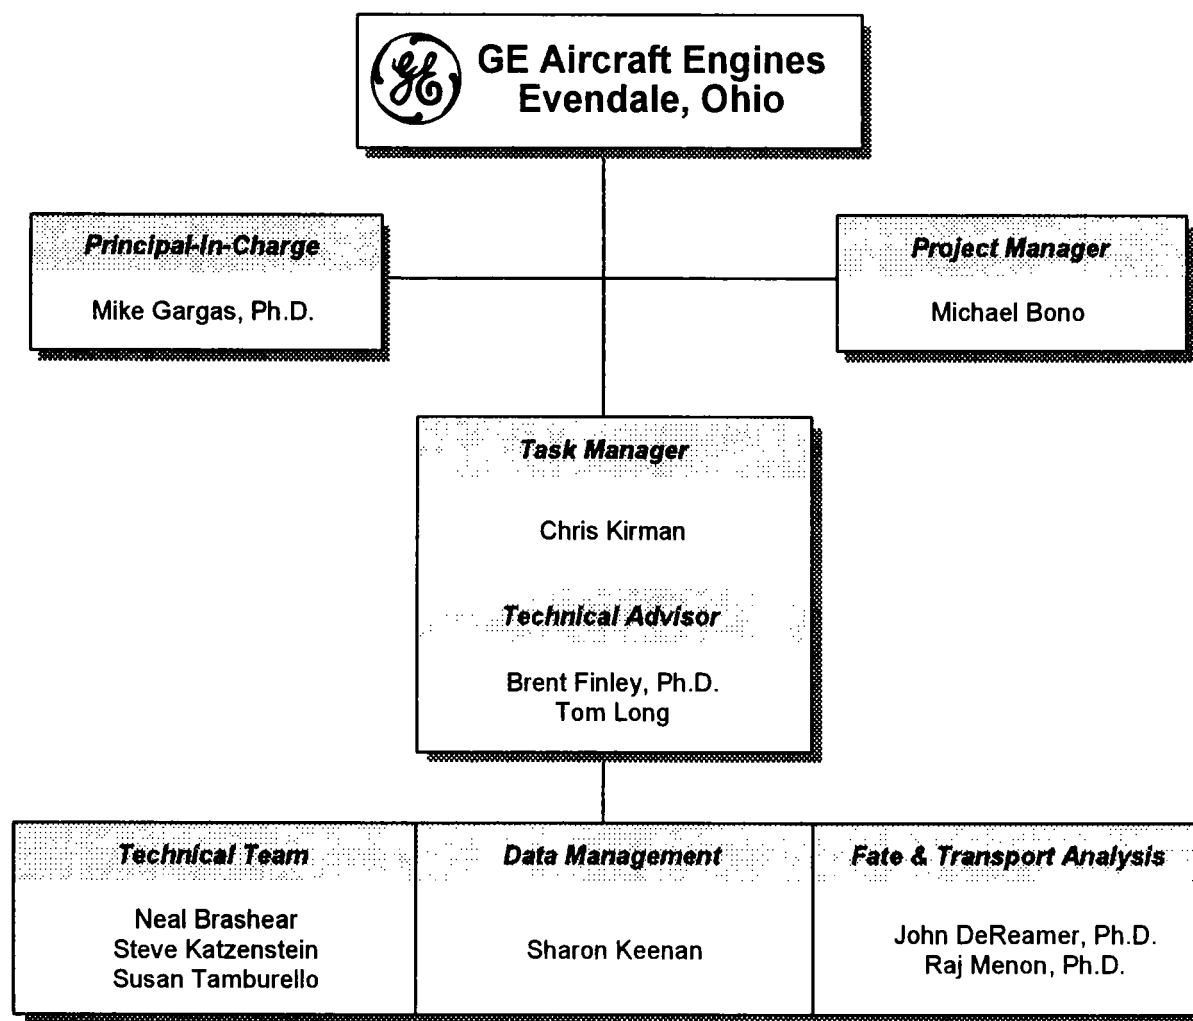 GE
GE Aircraft Engines
Evendale, Ohio
Principal-In-Charge
Mike Gargas, Ph.D.
Project Manager
Michael Bono
Task Manager
Chris Kirman
Technical Advisor
Brent Finley, Ph.D.
Tom Long
Technical Team
Neal Brashear
Steve Katzenstein
Susan Tamburello
Data Management
Sharon Keenan
Fate & Transport Analysis
John DeReamer, Ph.D.
Raj Menon, Ph.D.